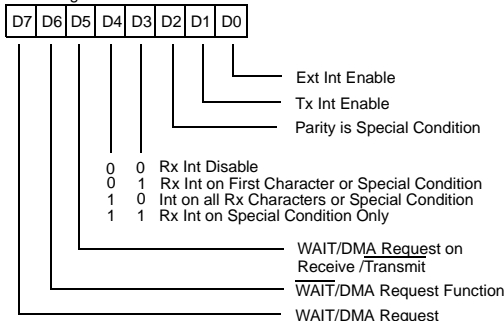 D7 D6 D5 D4 D3 D2 D1 D0
Ext Int Enable
Tx Int Enable
Parity is Special Condition
0 0 Rx Int Disable
0 1 Rx Int on First Character or Special Condition
1 0 Int on all Rx Characters or Special Condition
1 1 Rx Int on Special Condition Only
WAIT/DMA Request on
Receive /Transmit
WAIT/DMA Request Function
WAIT/DMA Request